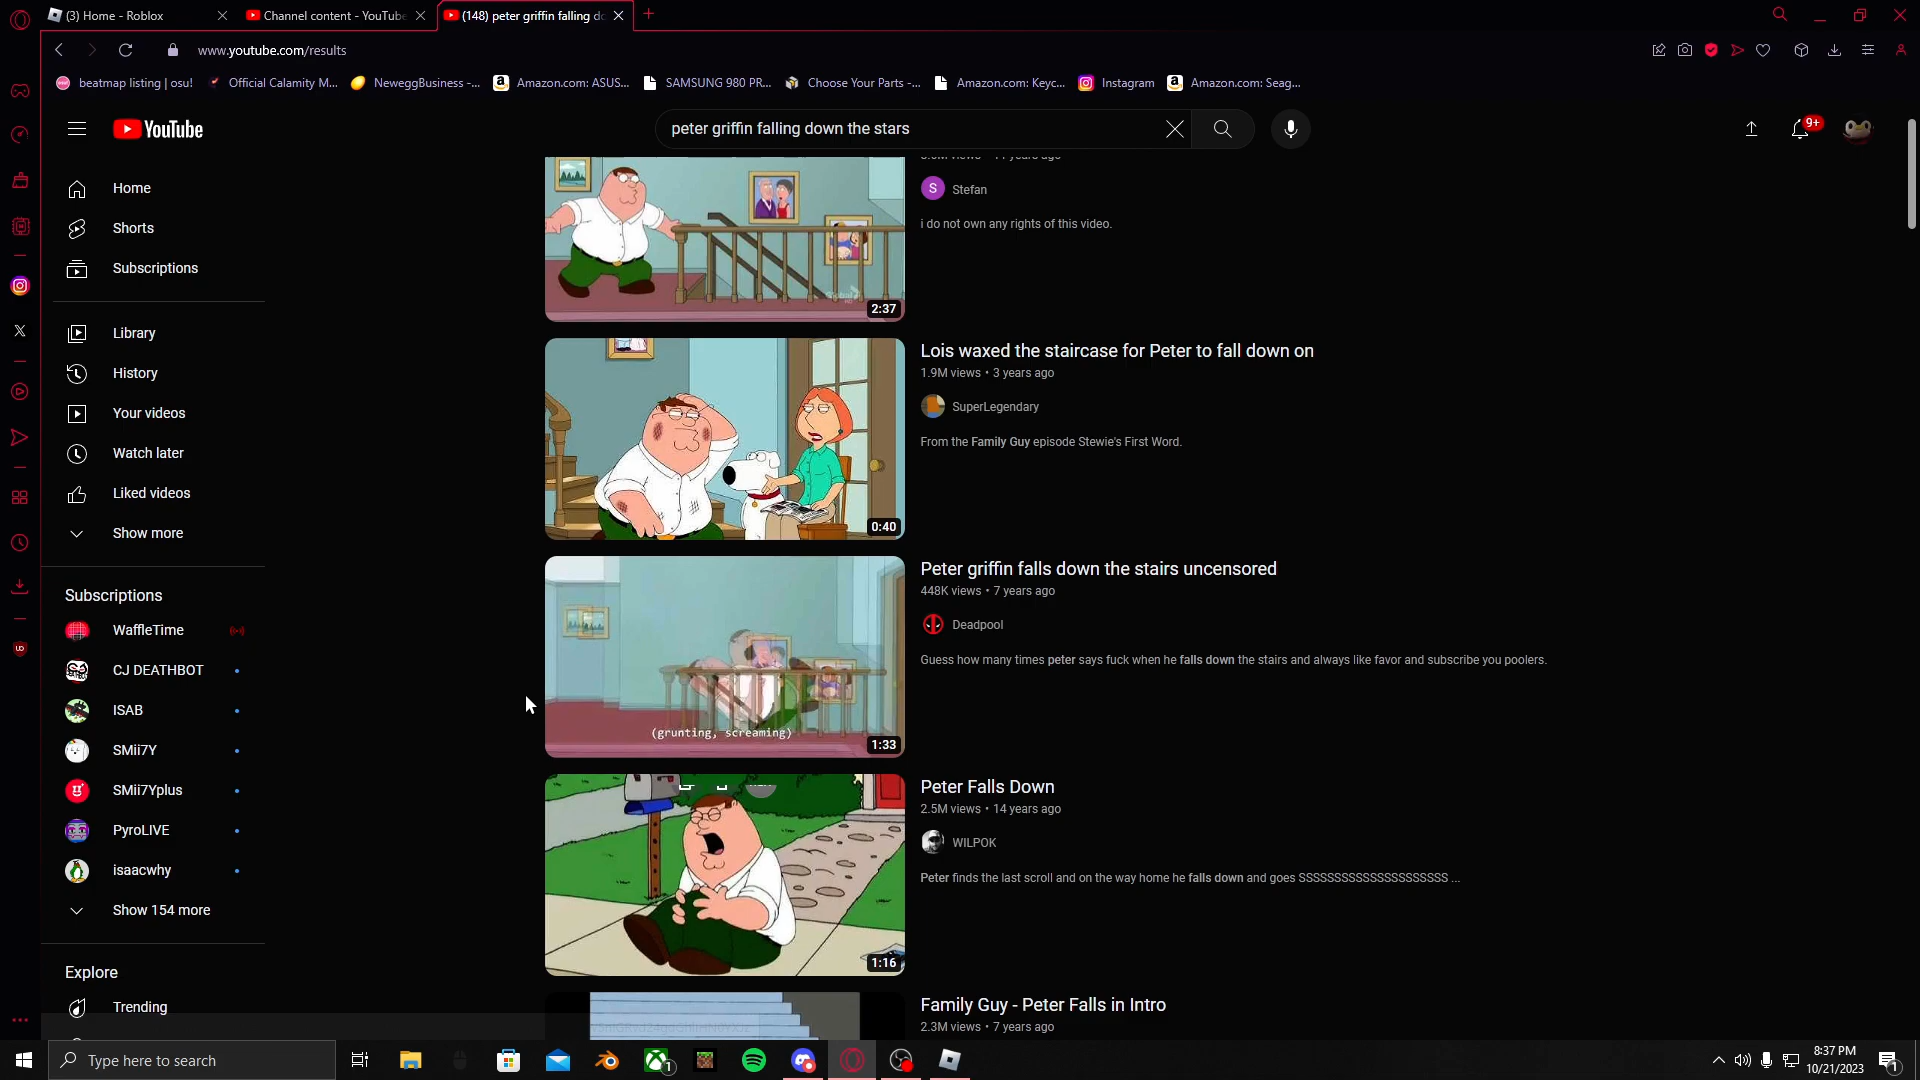 (3) Home - Roblox
Channel content - YouTube
(148) peter griffin falling do
www.youtube.com/results
beatmap listing | osu!
Official Calamity M...
NeweggBusiness -...
Amazon.com: ASUS...
SAMSUNG 980 PR...
Choose Your Parts -...
Amazon.com: Keyc...
Instagram
Amazon.com: Seag...
YouTube
peter griffin falling down the stars
9+
Home
Shorts
Subscriptions
Library
History
Your videos
Watch later
Liked videos
Show more
Subscriptions
WaffleTime
CJ DEATHBOT
ISAB
SMii7Y
SMii7Yplus
PyroLIVE
isaacwhy
Show 154 more
Explore
Trending
2:37
S
Stefan
i do not own any rights of this video.
0:40
Lois waxed the staircase for Peter to fall down on
1.9M views • 3 years ago
SuperLegendary
From the Family Guy episode Stewie's First Word.
(grunting, screaming)
1:33
Peter griffin falls down the stairs uncensored
448K views • 7 years ago
Deadpool
Guess how many times peter says fuck when he falls down the stairs and always like favor and subscribe you poolers.
1:16
Peter Falls Down
2.5M views • 14 years ago
WILPOK
Peter finds the last scroll and on the way home he falls down and goes SSSSSSSSSSSSSSSSSSSSS ...
Family Guy - Peter Falls in Intro
2.3M views • 7 years ago
Type here to search
1
8:37 PM
10/21/2023
1